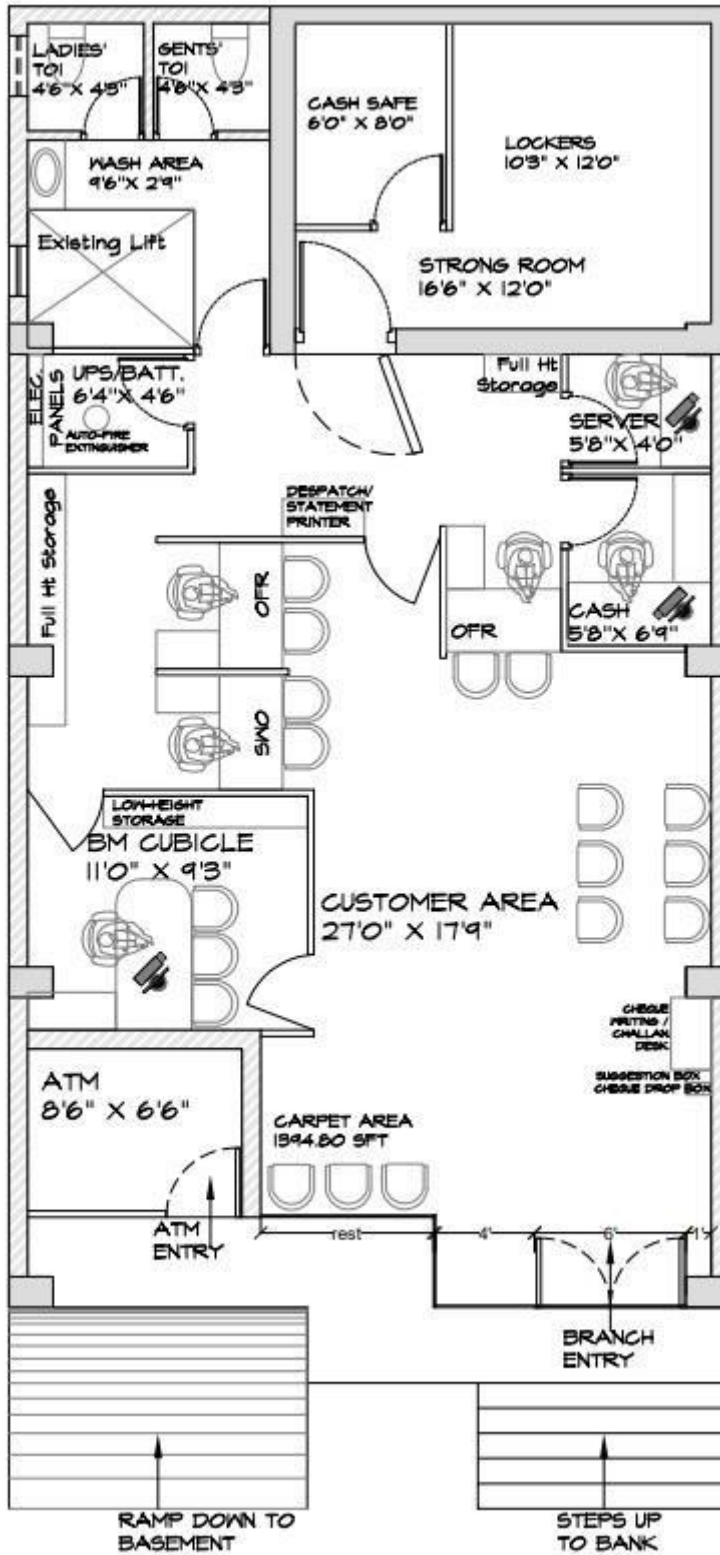 LADIES'
TOI
4'6"X 4'3"
GENTS'
TOI
4'6"X 4'3"
CASH SAFE
6'0" X 8'0"
LOCKERS
10'3" X 12'0"
WASH AREA
9'6"X 2'9"
Existing Lift
STRONG ROOM
16'6" X 12'0"
ELEC.
PANELS
UPS/BATT.
6'4"X 4'6"
AUTO-FIRE
EXTINGUISHER
Full Ht
Storage
SERVER
5'8"X 4'0"
DESPATCH/
STATEMENT
PRINTER
Full Ht Storage
OFR
OFR
CASH
5'8"X 6'9"
SWO
LOW-HEIGHT
STORAGE
BM CUBICLE
11'0" X 9'3"
CUSTOMER AREA
27'0" X 17'9"
CHEQUE
WRITING /
CHALLAN
DESK
SUGGESTION BOX
CHEQUE DROP BOX
ATM
8'6" X 6'6"
CARPET AREA
1394.80 SFT
ATM
ENTRY
rest
4'
6'
1'
BRANCH
ENTRY
RAMP DOWN TO
BASEMENT
STEPS UP
TO BANK